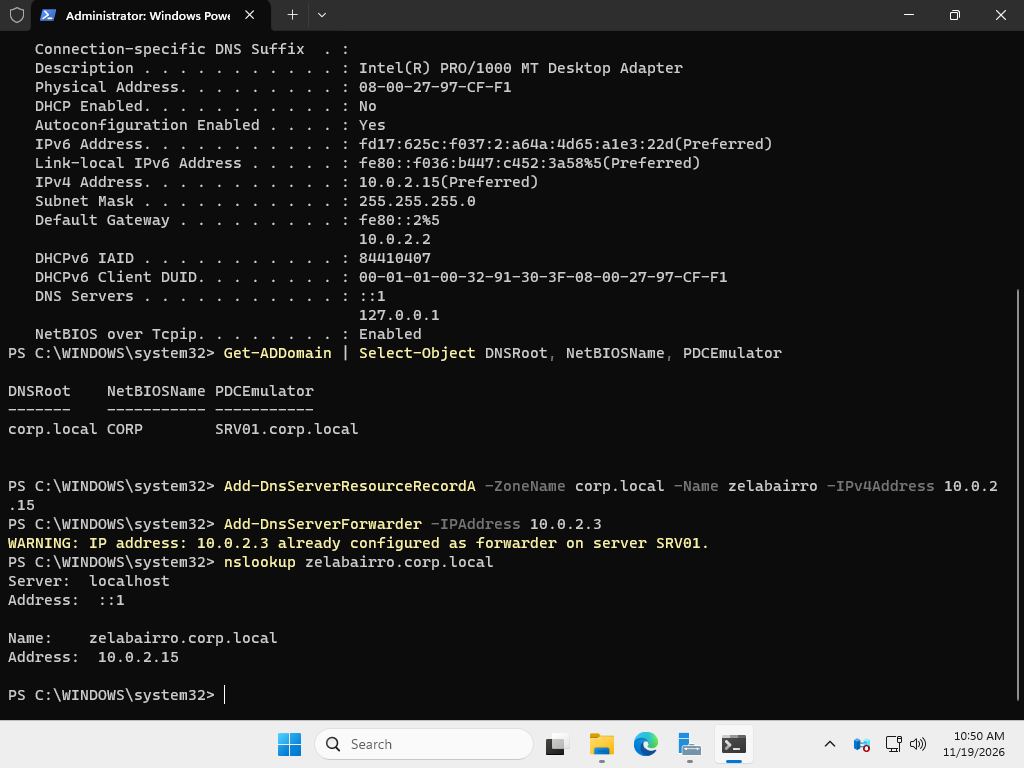 Administrator: Windows Powe
Connection-specific DNS Suffix  . :
Description . . . . . . . . . . . : Intel(R) PRO/1000 MT Desktop Adapter
Physical Address. . . . . . . . . : 08-00-27-97-CF-F1
DHCP Enabled. . . . . . . . . . . : No
Autoconfiguration Enabled . . . . : Yes
IPv6 Address. . . . . . . . . . . : fd17:625c:f037:2:a64a:4d65:a1e3:22d(Preferred)
Link-local IPv6 Address . . . . . : fe80::f036:b447:c452:3a58%5(Preferred)
IPv4 Address. . . . . . . . . . . : 10.0.2.15(Preferred)
Subnet Mask . . . . . . . . . . . : 255.255.255.0
Default Gateway . . . . . . . . . : fe80::2%5
10.0.2.2
DHCPv6 IAID . . . . . . . . . . . : 84410407
DHCPv6 Client DUID. . . . . . . . : 00-01-01-00-32-91-30-3F-08-00-27-97-CF-F1
DNS Servers . . . . . . . . . . . : ::1
127.0.0.1
NetBIOS over Tcpip. . . . . . . . : Enabled
PS C:\WINDOWS\system32> Get-ADDomain | Select-Object DNSRoot, NetBIOSName, PDCEmulator
DNSRoot    NetBIOSName PDCEmulator
-------    ----------- -----------
corp.local CORP        SRV01.corp.local
PS C:\WINDOWS\system32> Add-DnsServerResourceRecordA -ZoneName corp.local -Name zelabairro -IPv4Address 10.0.2
.15
PS C:\WINDOWS\system32> Add-DnsServerForwarder -IPAddress 10.0.2.3
WARNING: IP address: 10.0.2.3 already configured as forwarder on server SRV01.
PS C:\WINDOWS\system32> nslookup zelabairro.corp.local
Server:  localhost
Address:  ::1
Name:    zelabairro.corp.local
Address:  10.0.2.15
PS C:\WINDOWS\system32>
Search
10:50 AM
11/19/2026